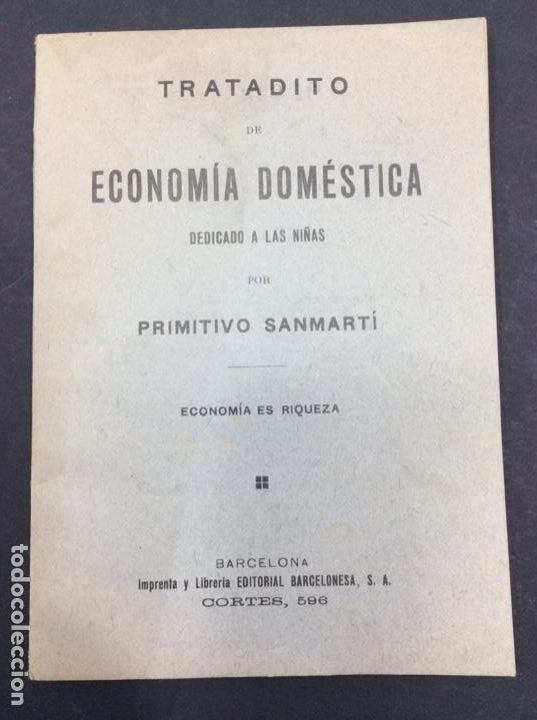 TRATADITO
DE
ECONOMÍA DOMÉSTICA
DEDICADO A LAS NIÑAS
POR
PRIMITIVO SANMARTÍ
ECONOMÍA ES RIQUEZA
BARCELONA
Imprenta y Librería EDITORIAL BARCELONESA, S. A.
CORTES, 596
todocoleccion